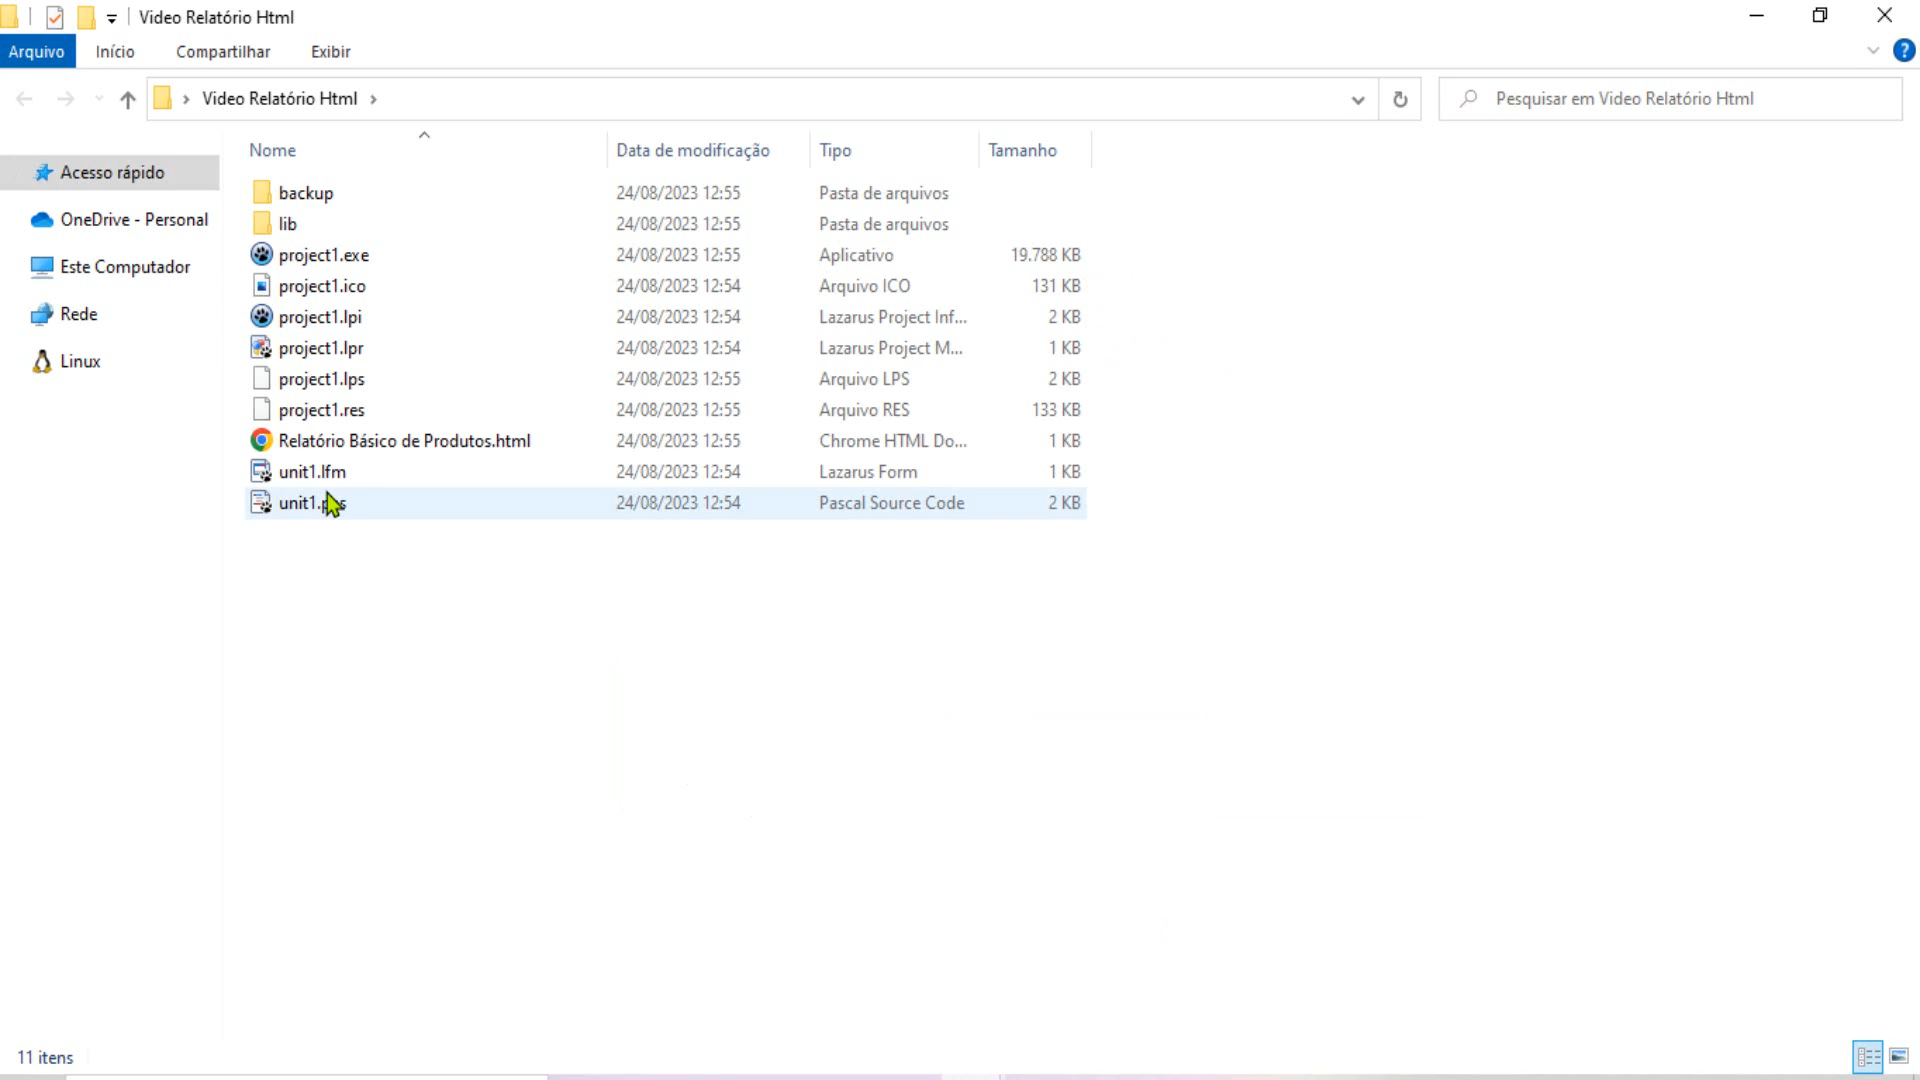 Video Relatório Html
Arquivo Início Compartilhar Exibir
Video Relatório Html
Pesquisar em Video Relatório Html
Nome Data de modificação Tipo Tamanho
Acesso rápido
OneDrive - Personal
Este Computador
Rede
Linux
backup 24/08/2023 12:55 Pasta de arquivos
lib 24/08/2023 12:55 Pasta de arquivos
project1.exe 24/08/2023 12:55 Aplicativo 19.788 KB
project1.ico 24/08/2023 12:54 Arquivo ICO 131 KB
project1.lpi 24/08/2023 12:54 Lazarus Project Inf... 2 KB
project1.lpr 24/08/2023 12:54 Lazarus Project M... 1 KB
project1.lps 24/08/2023 12:55 Arquivo LPS 2 KB
project1.res 24/08/2023 12:55 Arquivo RES 133 KB
Relatório Básico de Produtos.html 24/08/2023 12:55 Chrome HTML Do... 1 KB
unit1.lfm 24/08/2023 12:54 Lazarus Form 1 KB
unit1.pas 24/08/2023 12:54 Pascal Source Code 2 KB
11 itens